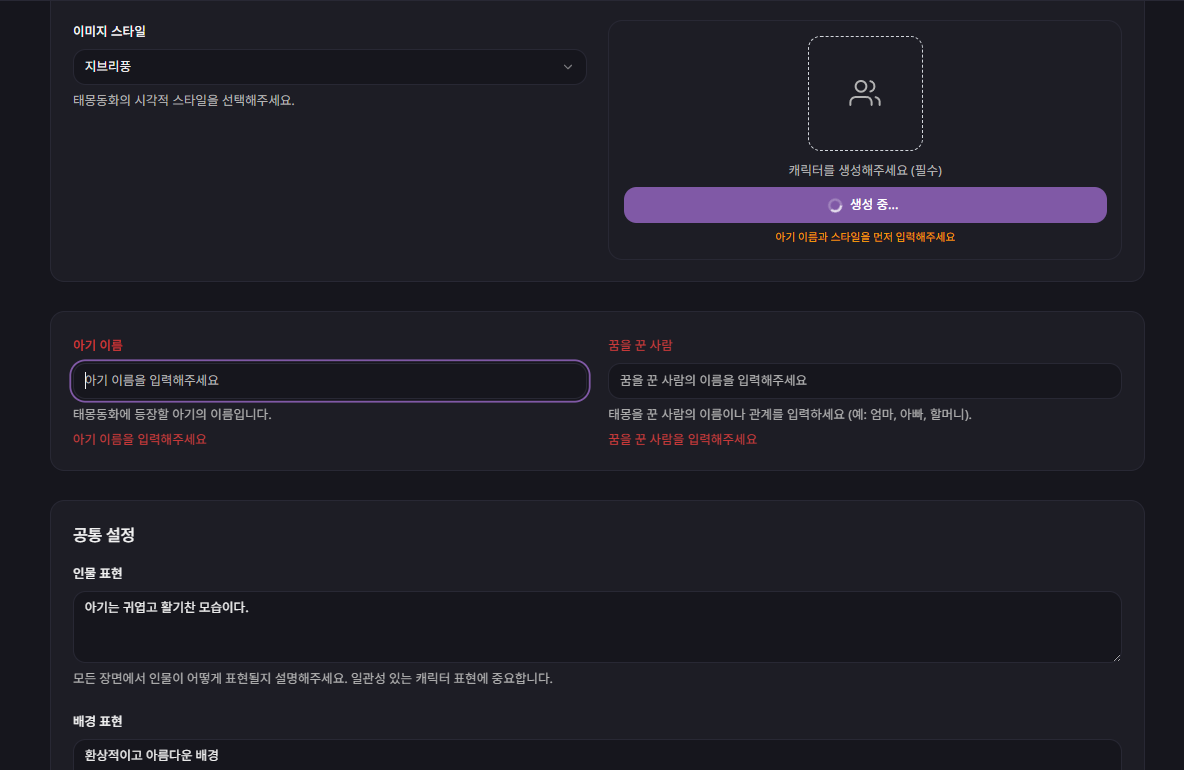 이미지 스타일
지브리풍
태몽동화의 시각적 스타일을 선택해주세요.
캐릭터를 생성해주세요 (필수)
생성 중...
아기 이름과 스타일을 먼저 입력해주세요
아기 이름
아기 이름을 입력해주세요
태몽동화에 등장할 아기의 이름입니다.
아기 이름을 입력해주세요
꿈을 꾼 사람
꿈을 꾼 사람의 이름을 입력해주세요
태몽을 꾼 사람의 이름이나 관계를 입력하세요 (예: 엄마, 아빠, 할머니).
꿈을 꾼 사람을 입력해주세요
공통 설정
인물 표현
아기는 귀엽고 활기찬 모습이다.
모든 장면에서 인물이 어떻게 표현될지 설명해주세요. 일관성 있는 캐릭터 표현에 중요합니다.
배경 표현
환상적이고 아름다운 배경